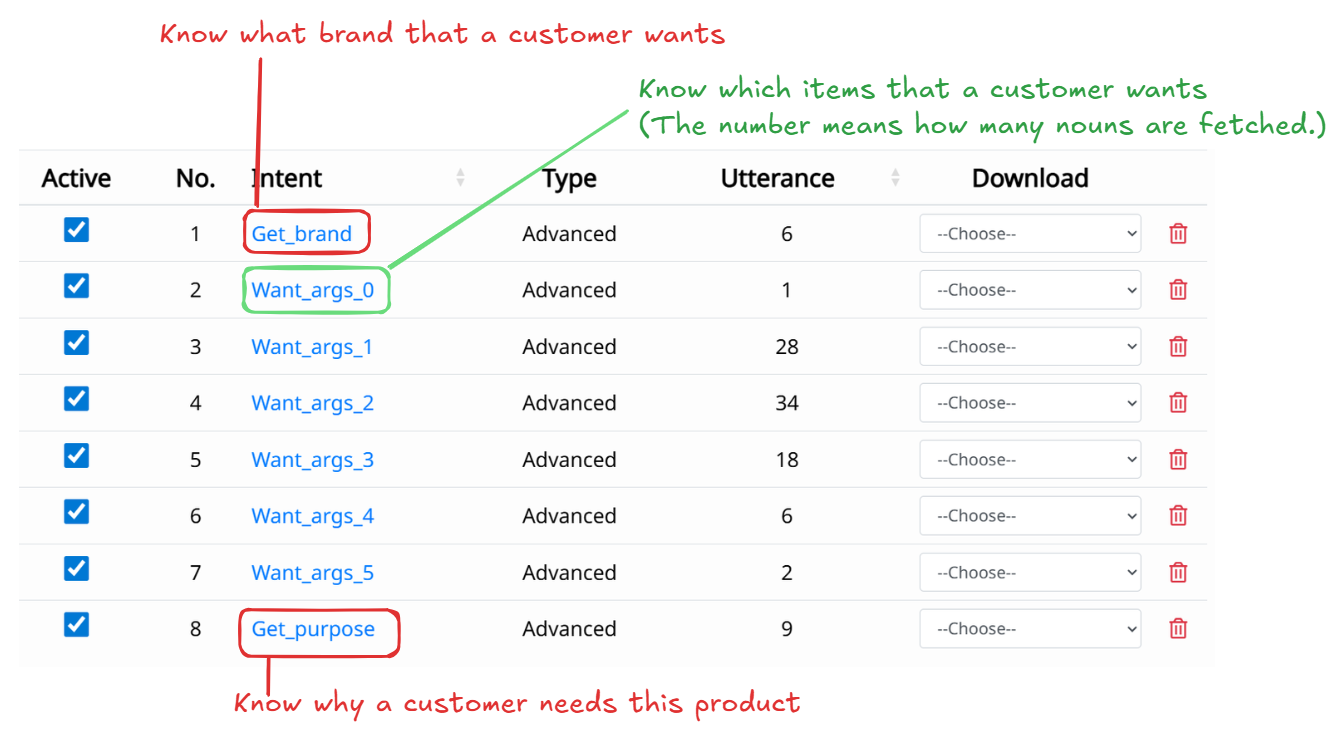 Know what brand that a customer wants
Know which items that a customer wants
(The number means how many nouns are fetched.)
Active No. Intent Type Utterance Download
1 Get_brand Advanced 6 --Choose--
2 Want_args_0 Advanced 1 --Choose--
3 Want_args_1 Advanced 28 --Choose--
4 Want_args_2 Advanced 34 --Choose--
5 Want_args_3 Advanced 18 --Choose--
6 Want_args_4 Advanced 6 --Choose--
7 Want_args_5 Advanced 2 --Choose--
8 Get_purpose Advanced 9 --Choose--
Know why a customer needs this product